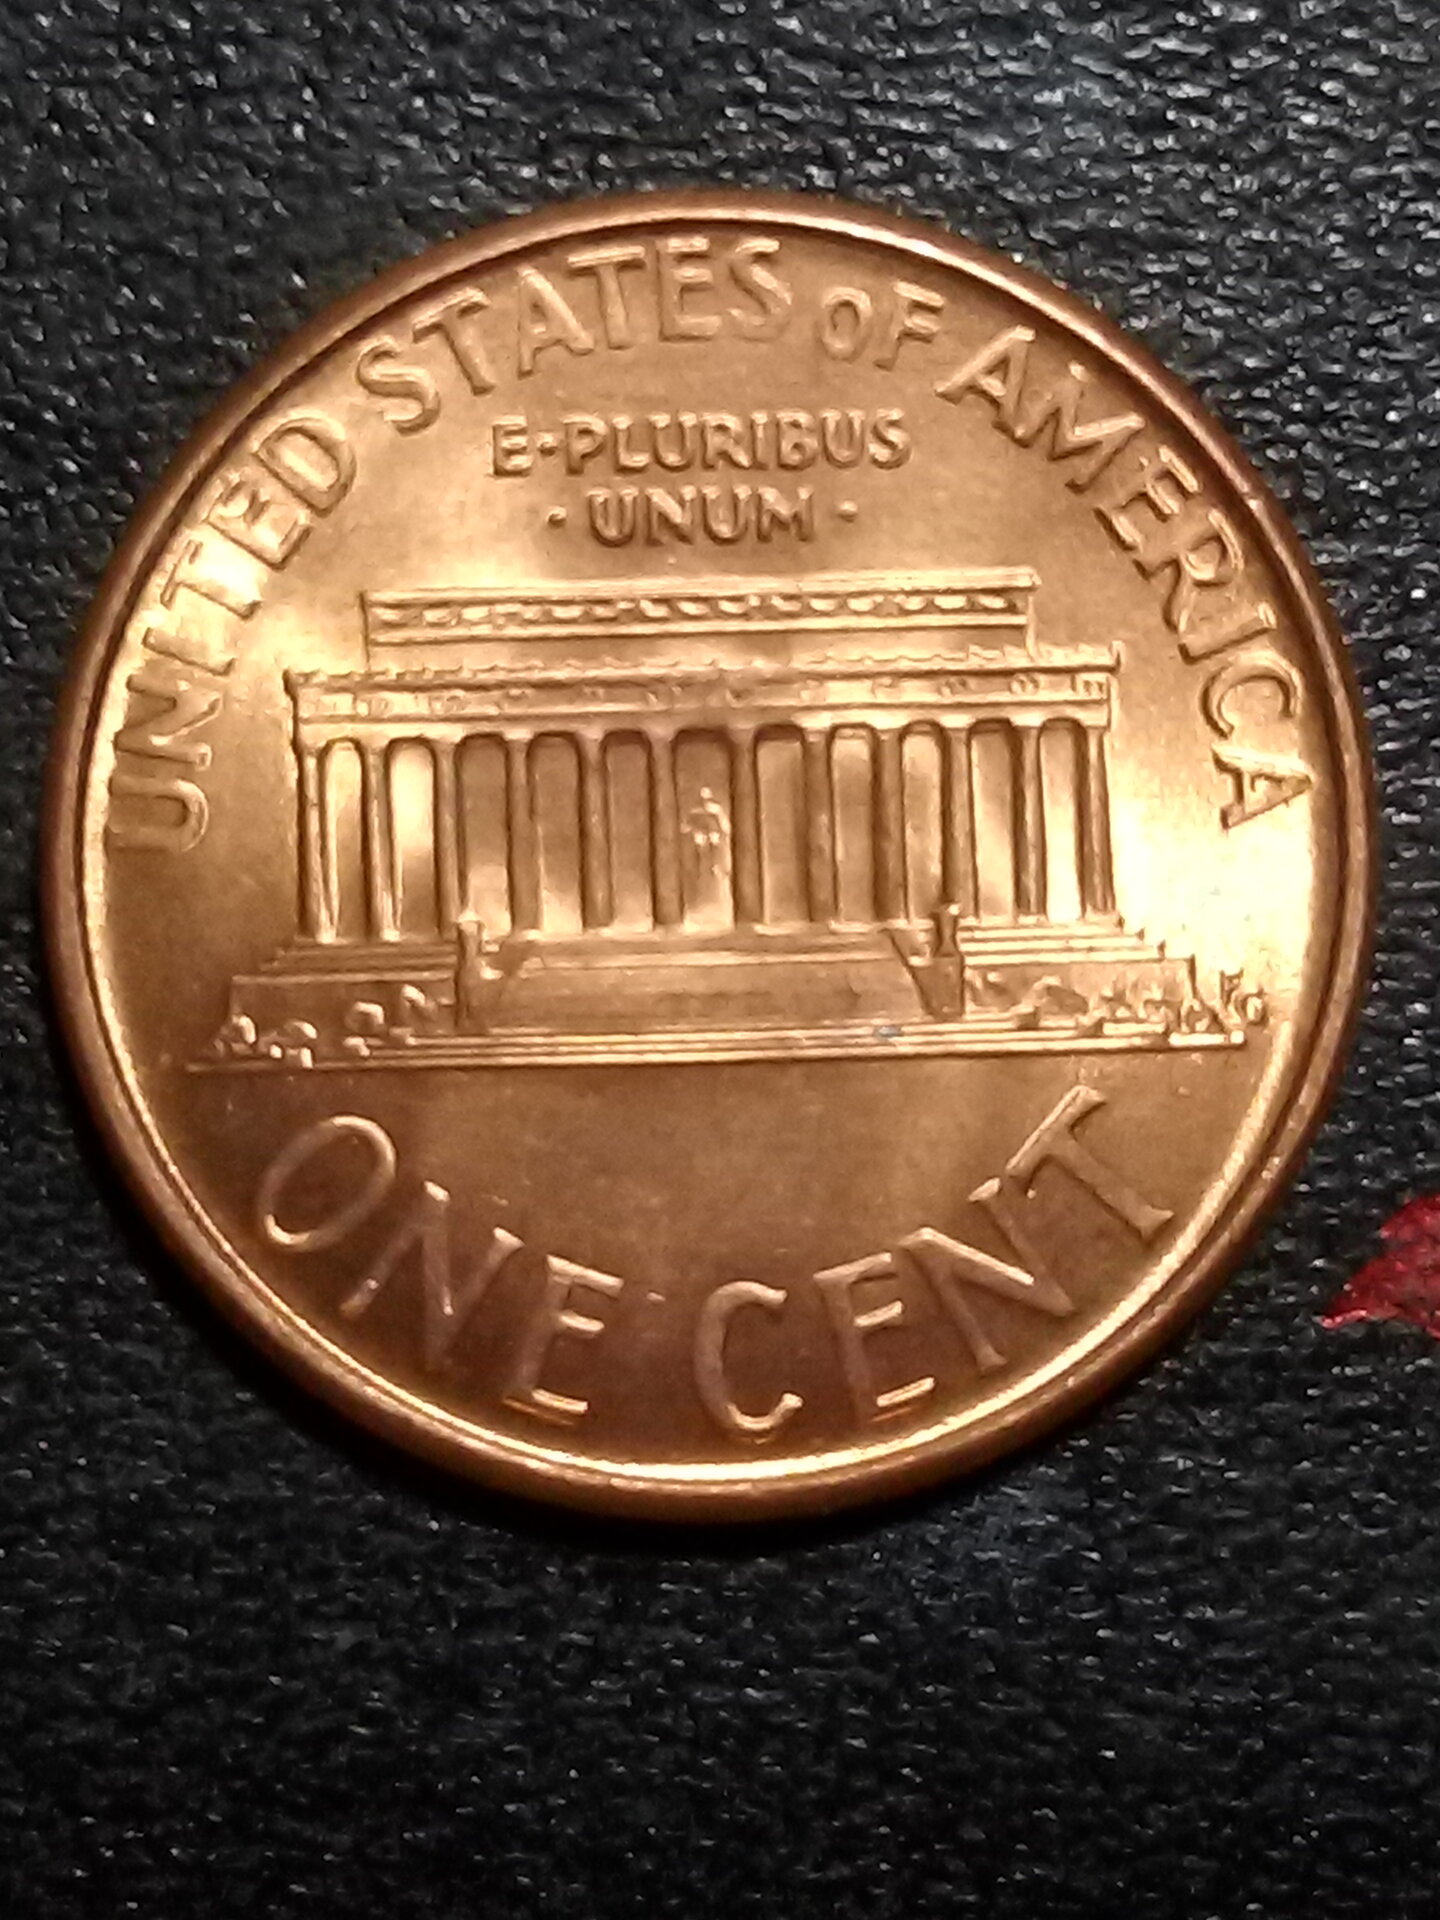 UNITED STATES OF AMERICA
E·PLURIBUS
·UNUM·
ONE CENT